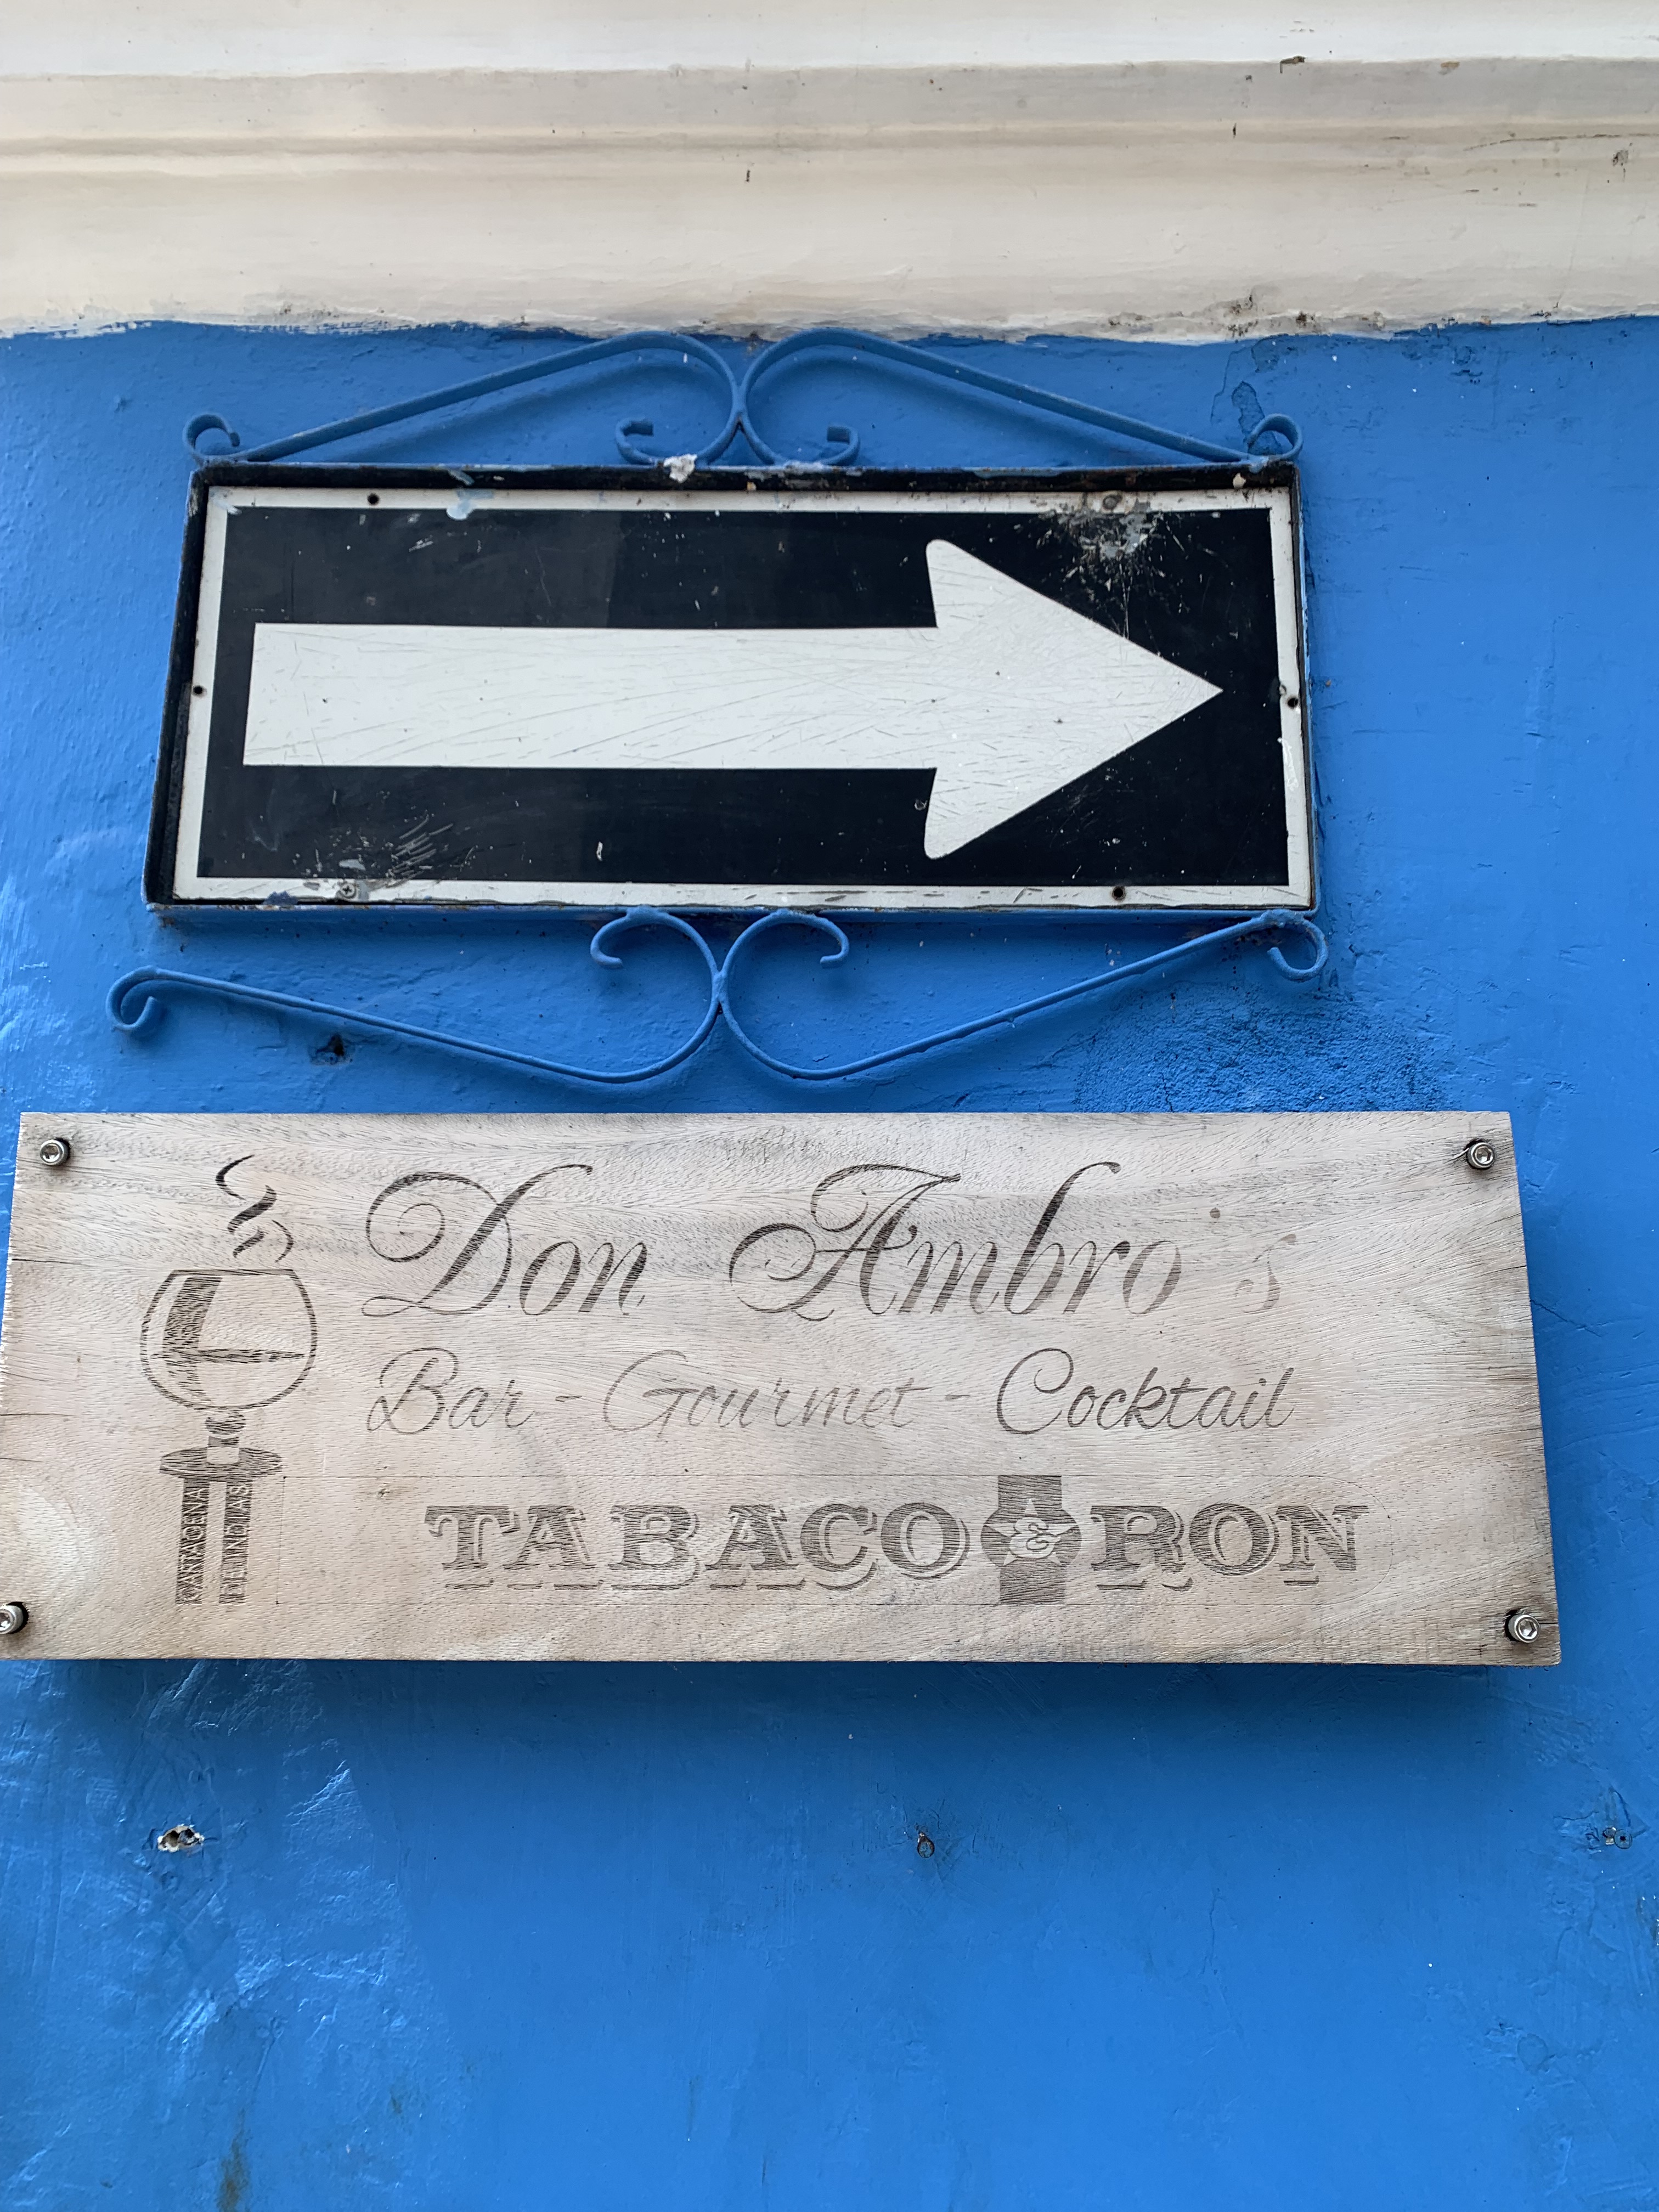 Don Ambro's
Bar - Gourmet - Cocktail
TABACO & RON
CARTAGENA
DE INDIAS